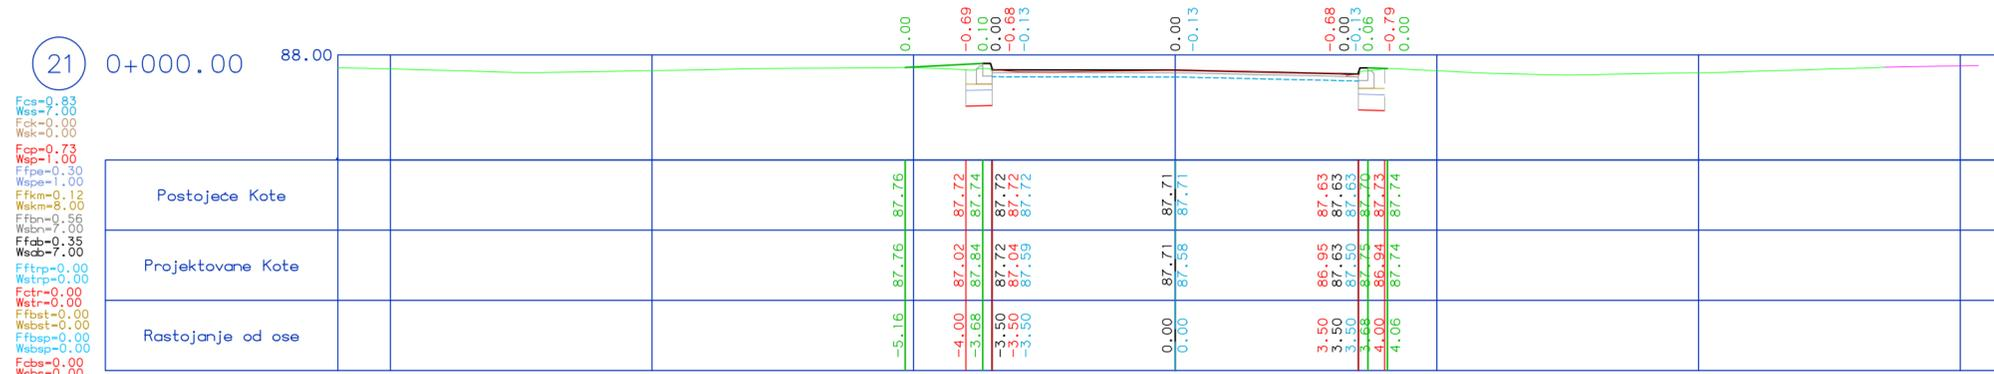 0.00 -0.69 0.10 0.00 -0.68 -0.13 0.00 -0.13 -0.68 0.00 -0.13 0.06 -0.79 0.00
21 0+000.00 88.00
Fcs=0.83
Wss=7.00
Fck=0.00
Wsk=0.00
Fcp=0.73
Wsp=1.00
Ffpe=0.30
Wspe=1.00
Ffkm=0.12
Wskm=8.00
Ffbn=0.56
Wsbn=7.00
Ffab=0.35
Wsab=7.00
Fftrp=0.00
Wstrp=0.00
Fctr=0.00
Wstr=0.00
Ffbst=0.00
Wsbst=0.00
Ffbsp=0.00
Wsbsp=0.00
Fcbs=0.00
Postojeće Kote 87.76 87.72 87.74 87.72 87.72 87.72 87.71 87.71 87.63 87.63 87.63 87.70 87.73 87.74
Projektovane Kote 87.76 87.02 87.84 87.72 87.04 87.59 87.71 87.58 86.95 87.63 87.50 87.75 86.94 87.74
Rastojanje od ose -5.16 -4.00 -3.68 -3.50 -3.50 -3.50 0.00 0.00 3.50 3.50 3.50 3.68 4.00 4.06